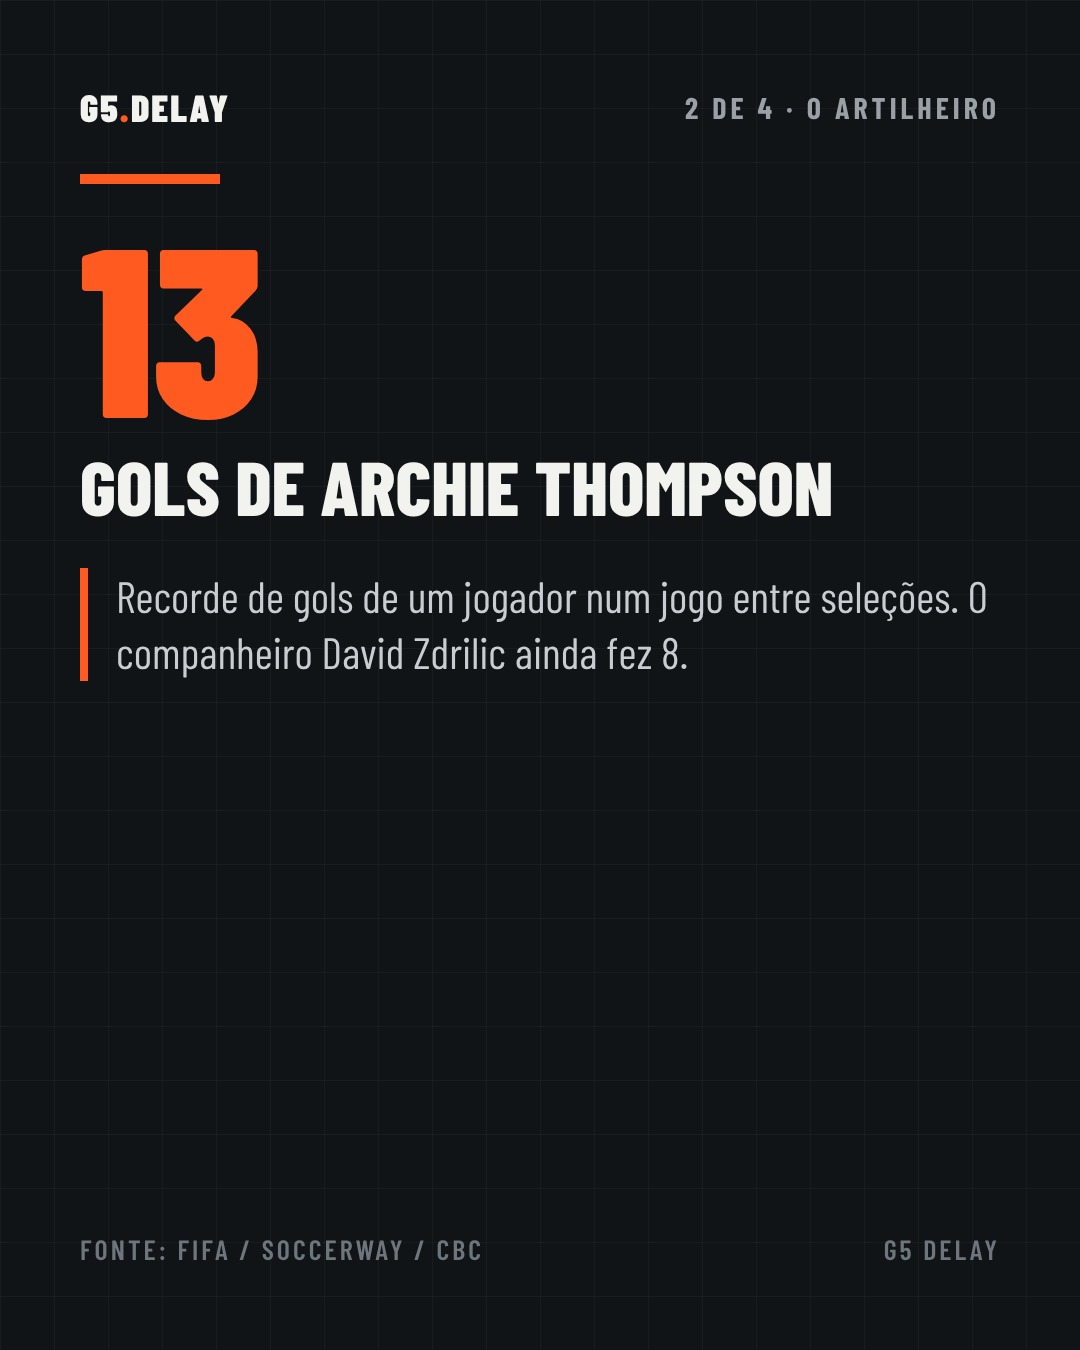 G5.DELAY
2 DE 4 · O ARTILHEIRO
13
GOLS DE ARCHIE THOMPSON
Recorde de gols de um jogador num jogo entre seleções. O
companheiro David Zdrilic ainda fez 8.
FONTE: FIFA / SOCCERWAY / CBC
G5 DELAY